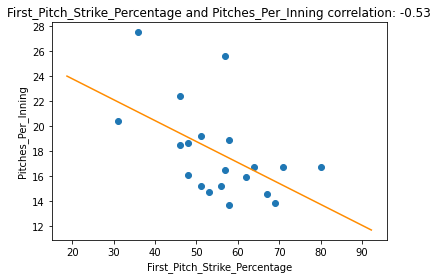 First_Pitch_Strike_Percentage and Pitches_Per_Inning correlation: -0.53
28
26
24
22
20
18
16
14
12
Pitches_Per_Inning
20 30 40 50 60 70 80 90
First_Pitch_Strike_Percentage